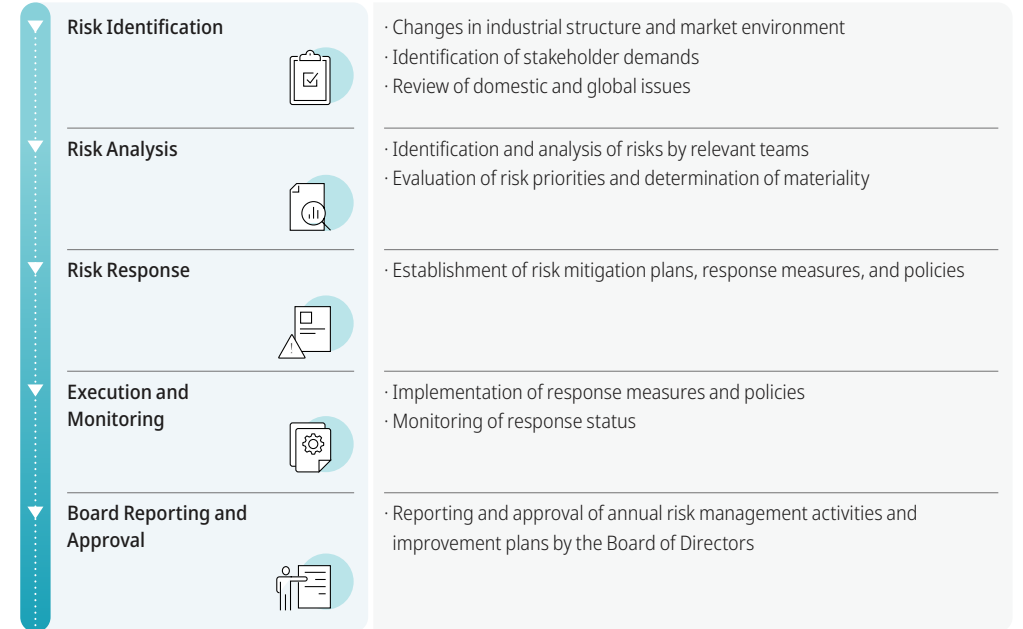 Risk Identification
· Changes in industrial structure and market environment
· Identification of stakeholder demands
· Review of domestic and global issues
Risk Analysis
· Identification and analysis of risks by relevant teams
· Evaluation of risk priorities and determination of materiality
Risk Response
· Establishment of risk mitigation plans, response measures, and policies
Execution and
Monitoring
· Implementation of response measures and policies
· Monitoring of response status
Board Reporting and
Approval
· Reporting and approval of annual risk management activities and
improvement plans by the Board of Directors